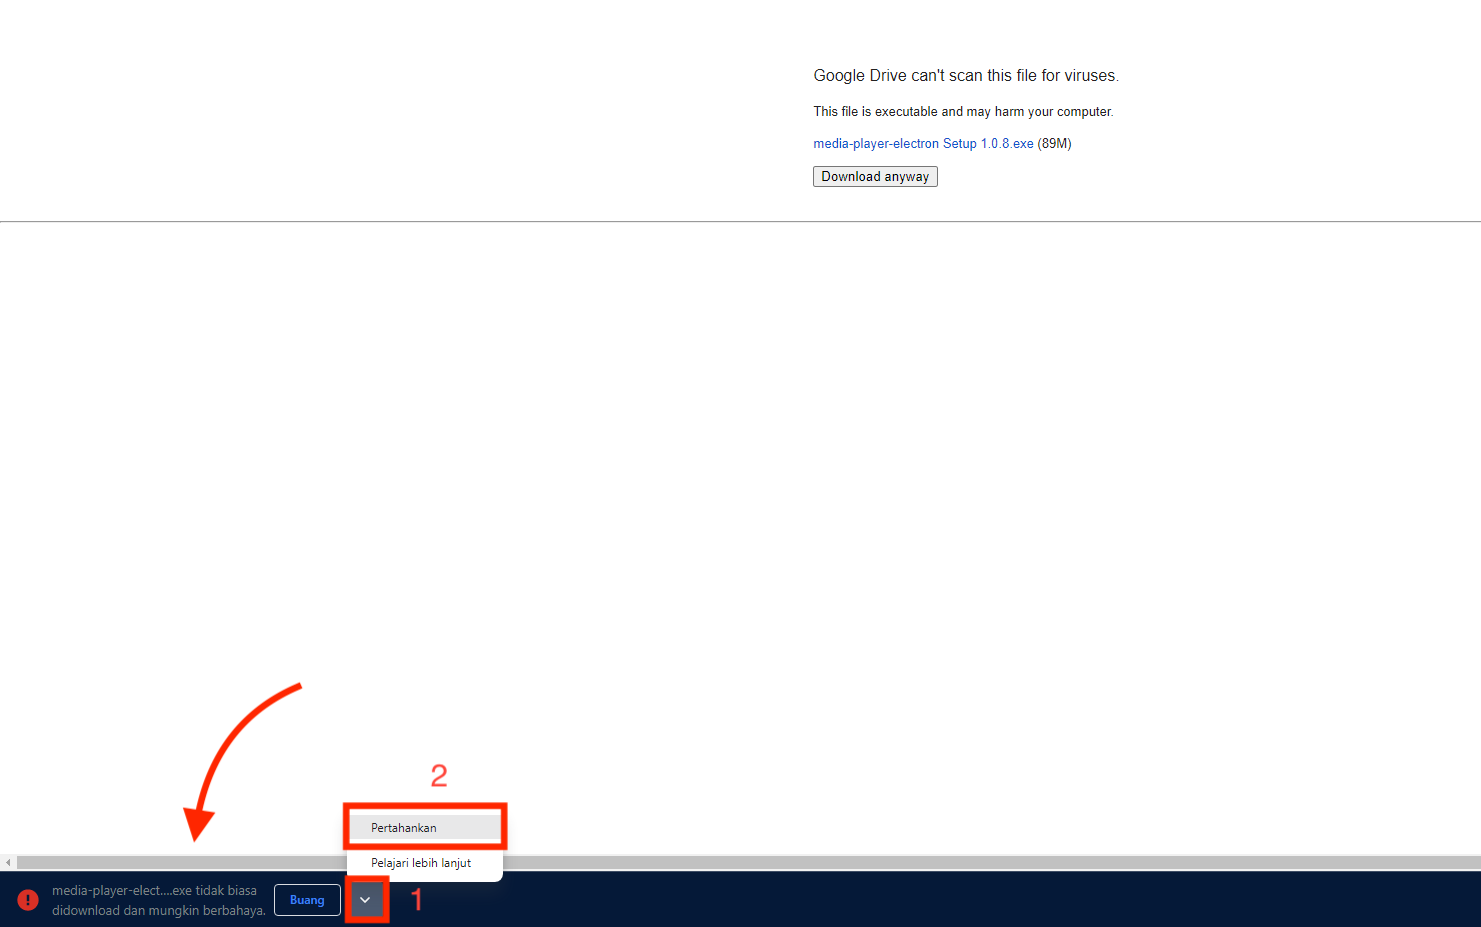 Google Drive can't scan this file for viruses.
This file is executable and may harm your computer.
media-player-electron Setup 1.0.8.exe (89M)
Download anyway
2
Pertahankan
Pelajari lebih lanjut
media-player-elect....exe tidak biasa
didownload dan mungkin berbahaya.
Buang
1